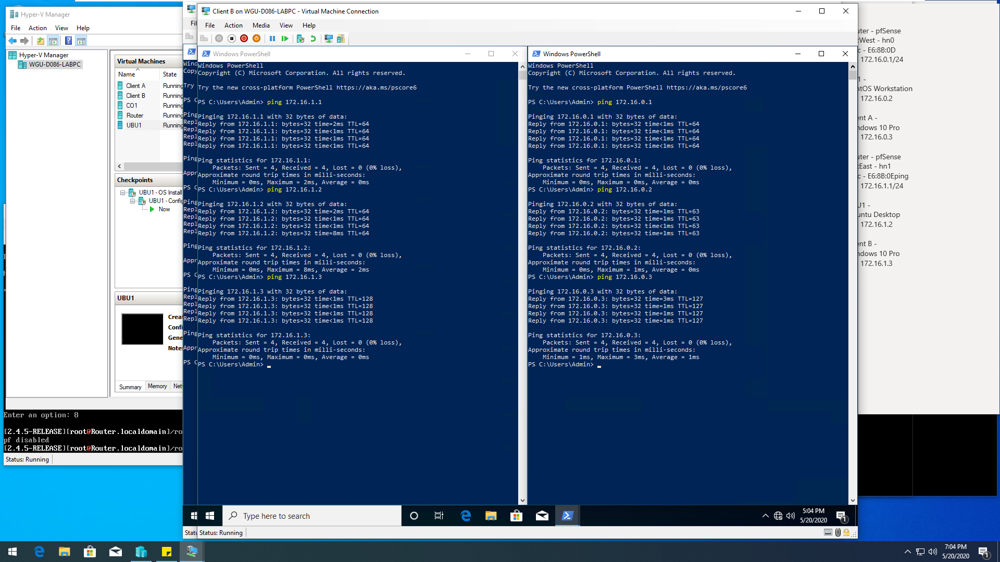 Hyper-V Manager
File Action View Help
Hyper-V Manager
WGU-D086-LABPC
Virtual Machines
Name State
Client A Running
Client B Running
CO1 Running
Router Running
UBU1 Running
Checkpoints
UBU1 - OS Install
UBU1 - Config
Now
UBU1
Summary Memory
Enter an option: 8
[2.4.5-RELEASE][root@Router.localdomain]/ro
pf disabled
[2.4.5-RELEASE][root@Router.localdomain]/ro
Status: Running
Client B on WGU-D086-LABPC - Virtual Machine Connection
File Action Media View Help
Windows PowerShell
Windows PowerShell
Copyright (C) Microsoft Corporation. All rights reserved.
Try the new cross-platform PowerShell https://aka.ms/pscore6
PS C:\Users\Admin> ping 172.16.1.1
Pinging 172.16.1.1 with 32 bytes of data:
Reply from 172.16.1.1: bytes=32 time=2ms TTL=64
Reply from 172.16.1.1: bytes=32 time<1ms TTL=64
Reply from 172.16.1.1: bytes=32 time<1ms TTL=64
Reply from 172.16.1.1: bytes=32 time<1ms TTL=64
Ping statistics for 172.16.1.1:
Packets: Sent = 4, Received = 4, Lost = 0 (0% loss),
Approximate round trip times in milli-seconds:
Minimum = 0ms, Maximum = 2ms, Average = 0ms
PS C:\Users\Admin> ping 172.16.1.2
Pinging 172.16.1.2 with 32 bytes of data:
Reply from 172.16.1.2: bytes=32 time=2ms TTL=64
Reply from 172.16.1.2: bytes=32 time<1ms TTL=64
Reply from 172.16.1.2: bytes=32 time<1ms TTL=64
Reply from 172.16.1.2: bytes=32 time=8ms TTL=64
Ping statistics for 172.16.1.2:
Packets: Sent = 4, Received = 4, Lost = 0 (0% loss),
Approximate round trip times in milli-seconds:
Minimum = 0ms, Maximum = 8ms, Average = 2ms
PS C:\Users\Admin> ping 172.16.1.3
Pinging 172.16.1.3 with 32 bytes of data:
Reply from 172.16.1.3: bytes=32 time<1ms TTL=128
Reply from 172.16.1.3: bytes=32 time<1ms TTL=128
Reply from 172.16.1.3: bytes=32 time<1ms TTL=128
Reply from 172.16.1.3: bytes=32 time<1ms TTL=128
Ping statistics for 172.16.1.3:
Packets: Sent = 4, Received = 4, Lost = 0 (0% loss),
Approximate round trip times in milli-seconds:
Minimum = 0ms, Maximum = 0ms, Average = 0ms
PS C:\Users\Admin>
Windows PowerShell
Windows PowerShell
Copyright (C) Microsoft Corporation. All rights reserved.
Try the new cross-platform PowerShell https://aka.ms/pscore6
PS C:\Users\Admin> ping 172.16.0.1
Pinging 172.16.0.1 with 32 bytes of data:
Reply from 172.16.0.1: bytes=32 time<1ms TTL=64
Reply from 172.16.0.1: bytes=32 time<1ms TTL=64
Reply from 172.16.0.1: bytes=32 time<1ms TTL=64
Reply from 172.16.0.1: bytes=32 time<1ms TTL=64
Ping statistics for 172.16.0.1:
Packets: Sent = 4, Received = 4, Lost = 0 (0% loss),
Approximate round trip times in milli-seconds:
Minimum = 0ms, Maximum = 0ms, Average = 0ms
PS C:\Users\Admin> ping 172.16.0.2
Pinging 172.16.0.2 with 32 bytes of data:
Reply from 172.16.0.2: bytes=32 time=1ms TTL=63
Reply from 172.16.0.2: bytes=32 time=1ms TTL=63
Reply from 172.16.0.2: bytes=32 time<1ms TTL=63
Reply from 172.16.0.2: bytes=32 time=1ms TTL=63
Ping statistics for 172.16.0.2:
Packets: Sent = 4, Received = 4, Lost = 0 (0% loss),
Approximate round trip times in milli-seconds:
Minimum = 0ms, Maximum = 1ms, Average = 0ms
PS C:\Users\Admin> ping 172.16.0.3
Pinging 172.16.0.3 with 32 bytes of data:
Reply from 172.16.0.3: bytes=32 time=3ms TTL=127
Reply from 172.16.0.3: bytes=32 time=1ms TTL=127
Reply from 172.16.0.3: bytes=32 time=1ms TTL=127
Reply from 172.16.0.3: bytes=32 time=1ms TTL=127
Ping statistics for 172.16.0.3:
Packets: Sent = 4, Received = 4, Lost = 0 (0% loss),
Approximate round trip times in milli-seconds:
Minimum = 1ms, Maximum = 3ms, Average = 1ms
PS C:\Users\Admin>
Type here to search
5:04 PM
5/20/2020
1
Status: Running
uter - pfSense
tWest - hn0
c - E6:8B:0D
172.16.0.1/24
1 -
ntOS Workstation
172.16.0.2
ent A -
ndows 10 Pro
172.16.0.3
uter - pfSense
tEast - hn1
c - E6:8B:0Eping
172.16.1.1/24
U1 -
untu Desktop
172.16.1.2
ent B -
ndows 10 Pro
172.16.1.3
7:04 PM
5/20/2020
1